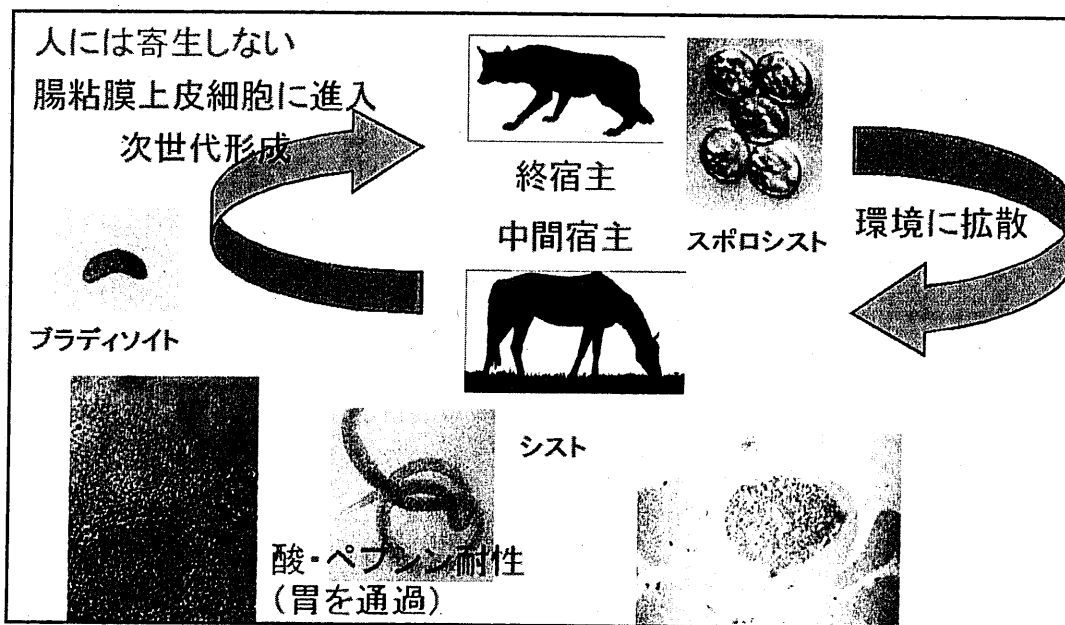 人には寄生しない
腸粘膜上皮細胞に進入
次世代形成
終宿主
中間宿主
スポロシスト
環境に拡散
ブラディソイト
シスト
酸・ペプシン耐性
(胃を通過)